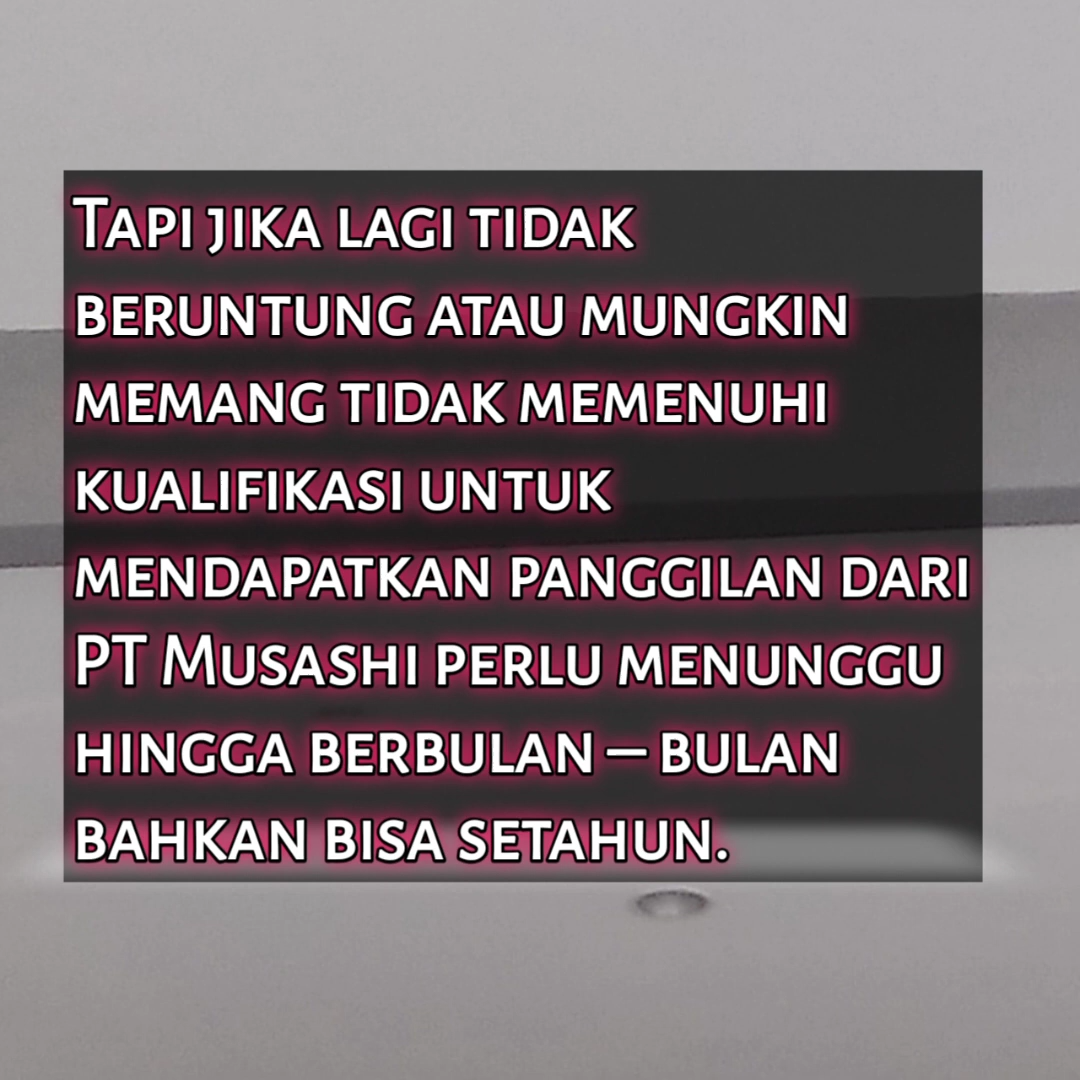 Tapi jika lagi tidak
beruntung atau mungkin
memang tidak memenuhi
kualifikasi untuk
mendapatkan panggilan dari
PT Musashi perlu menunggu
hingga berbulan – bulan
bahkan bisa setahun.